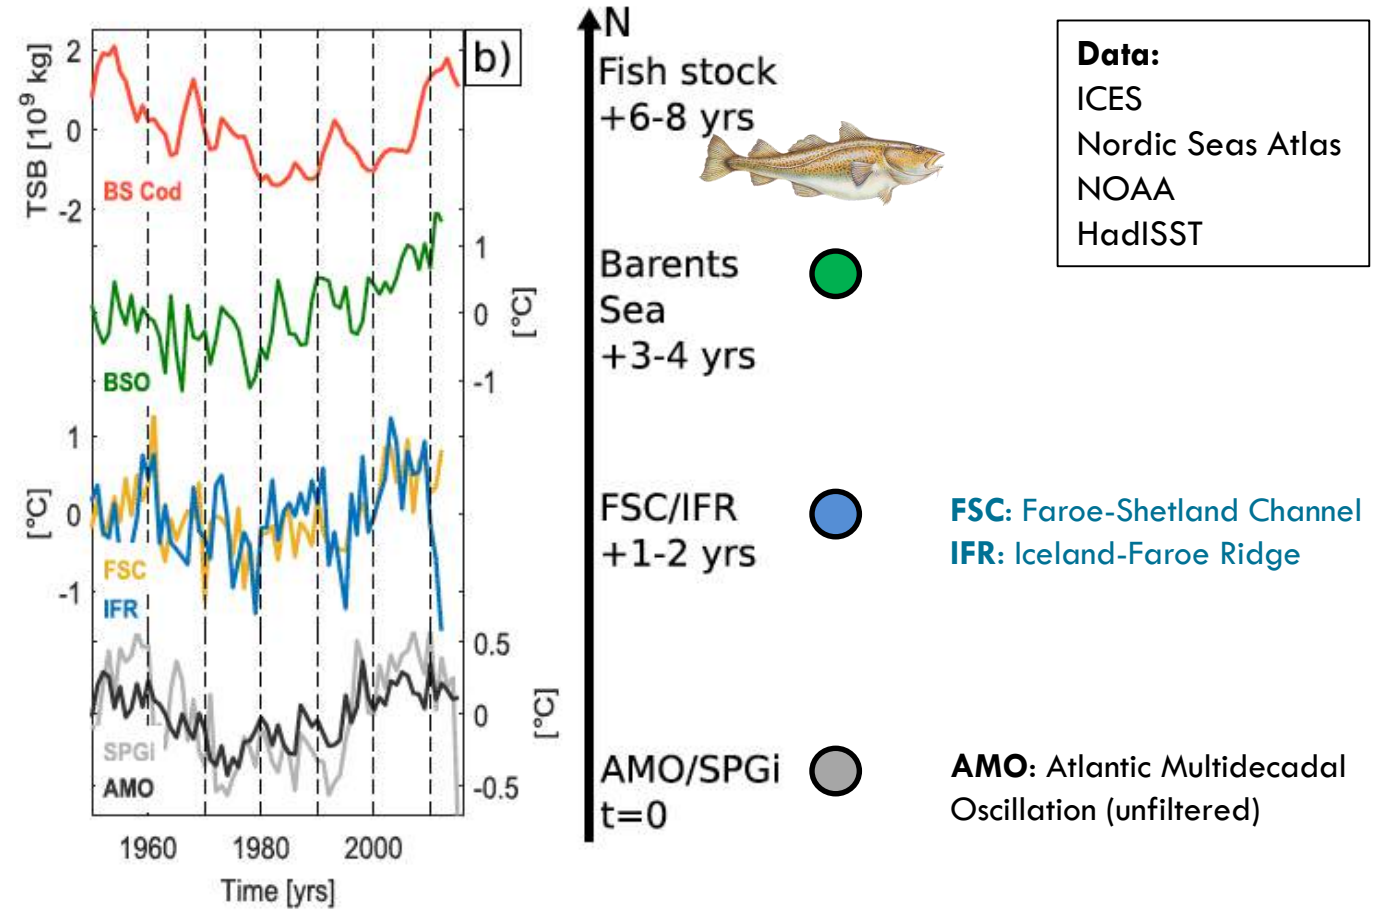 b)
TSB [10⁹ kg]
2
0
-2
BS Cod
1
0
-1
[°C]
BSO
1
0
-1
[°C]
FSC
IFR
0.5
0
-0.5
[°C]
SPGi
AMO
1960 1980 2000
Time [yrs]
N
Fish stock
+6-8 yrs
Barents
Sea
+3-4 yrs
FSC/IFR
+1-2 yrs
AMO/SPGi
t=0
Data:
ICES
Nordic Seas Atlas
NOAA
HadISST
FSC: Faroe-Shetland Channel
IFR: Iceland-Faroe Ridge
AMO: Atlantic Multidecadal
Oscillation (unfiltered)